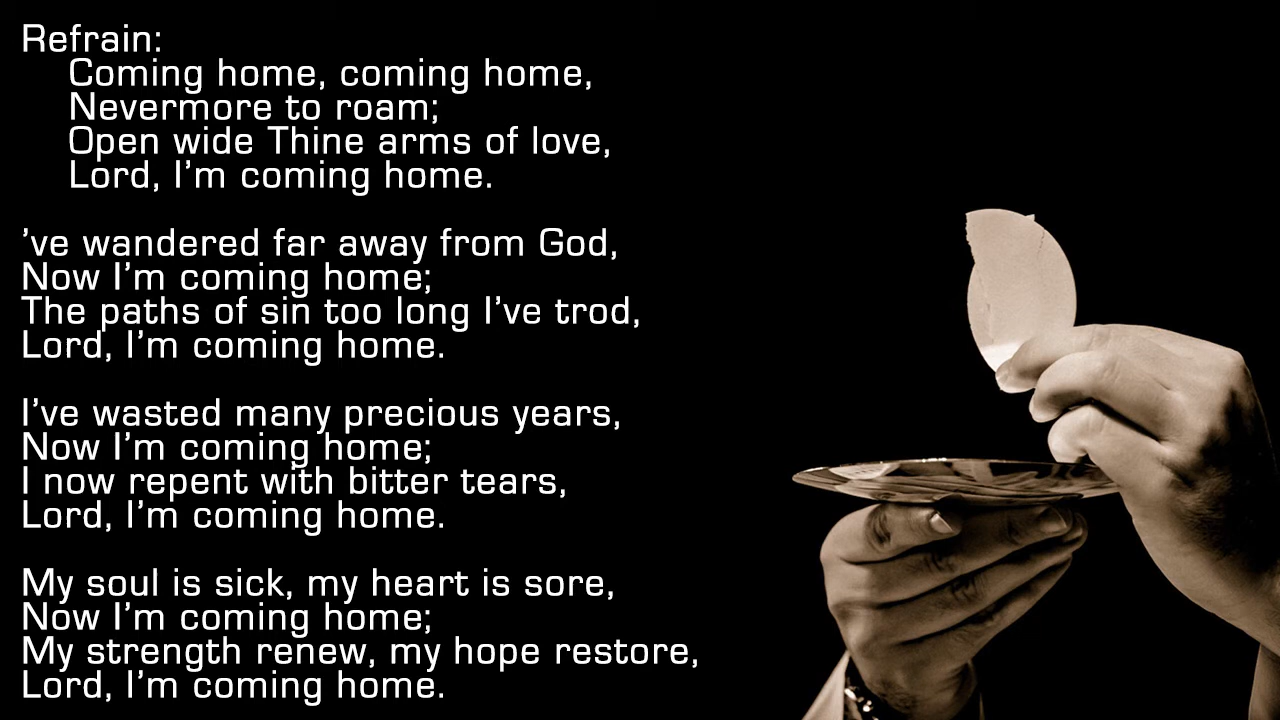 Refrain:
Coming home, coming home,
Nevermore to roam;
Open wide Thine arms of love,
Lord, I’m coming home.
’ve wandered far away from God,
Now I’m coming home;
The paths of sin too long I’ve trod,
Lord, I’m coming home.
I’ve wasted many precious years,
Now I’m coming home;
I now repent with bitter tears,
Lord, I’m coming home.
My soul is sick, my heart is sore,
Now I’m coming home;
My strength renew, my hope restore,
Lord, I’m coming home.